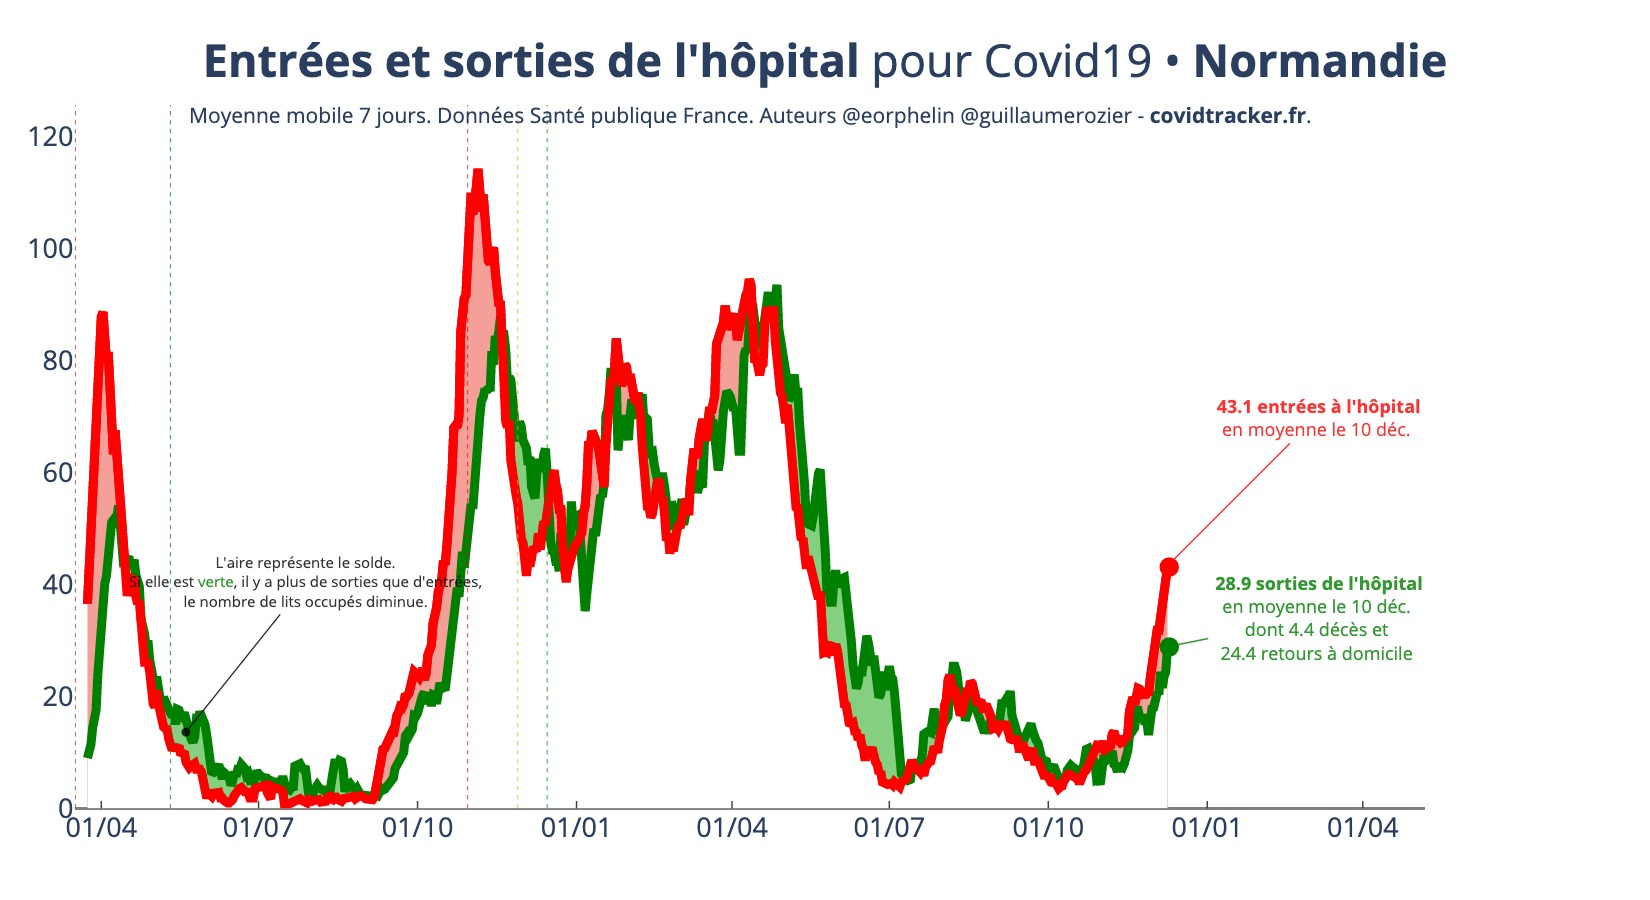 Entrées et sorties de l'hôpital pour Covid19 • Normandie
Moyenne mobile 7 jours. Données Santé publique France. Auteurs @eorphelin @guillaumerozier - covidtracker.fr.
120
100
80
60
40
20
0
L'aire représente le solde.
Si elle est verte, il y a plus de sorties que d'entrées,
le nombre de lits occupés diminue.
43.1 entrées à l'hôpital
en moyenne le 10 déc.
28.9 sorties de l'hôpital
en moyenne le 10 déc.
dont 4.4 décès et
24.4 retours à domicile
01/04 01/07 01/10 01/01 01/04 01/07 01/10 01/01 01/04